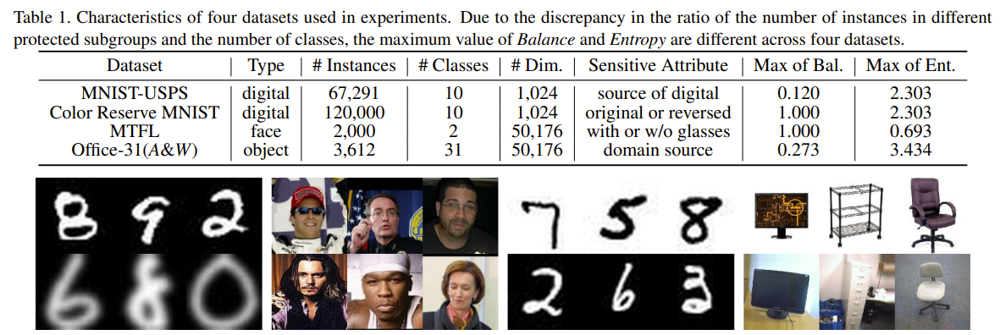 Table 1. Characteristics of four datasets used in experiments. Due to the discrepancy in the ratio of the number of instances in different
protected subgroups and the number of classes, the maximum value of Balance and Entropy are different across four datasets.
Dataset Type # Instances # Classes # Dim. Sensitive Attribute Max of Bal. Max of Ent.
MNIST-USPS digital 67,291 10 1,024 source of digital 0.120 2.303
Color Reserve MNIST digital 120,000 10 1,024 original or reversed 1.000 2.303
MTFL face 2,000 2 50,176 with or w/o glasses 1.000 0.693
Office-31(A&W) object 3,612 31 50,176 domain source 0.273 3.434
8 9 2 7 5 8
6 8 0 2 6 3